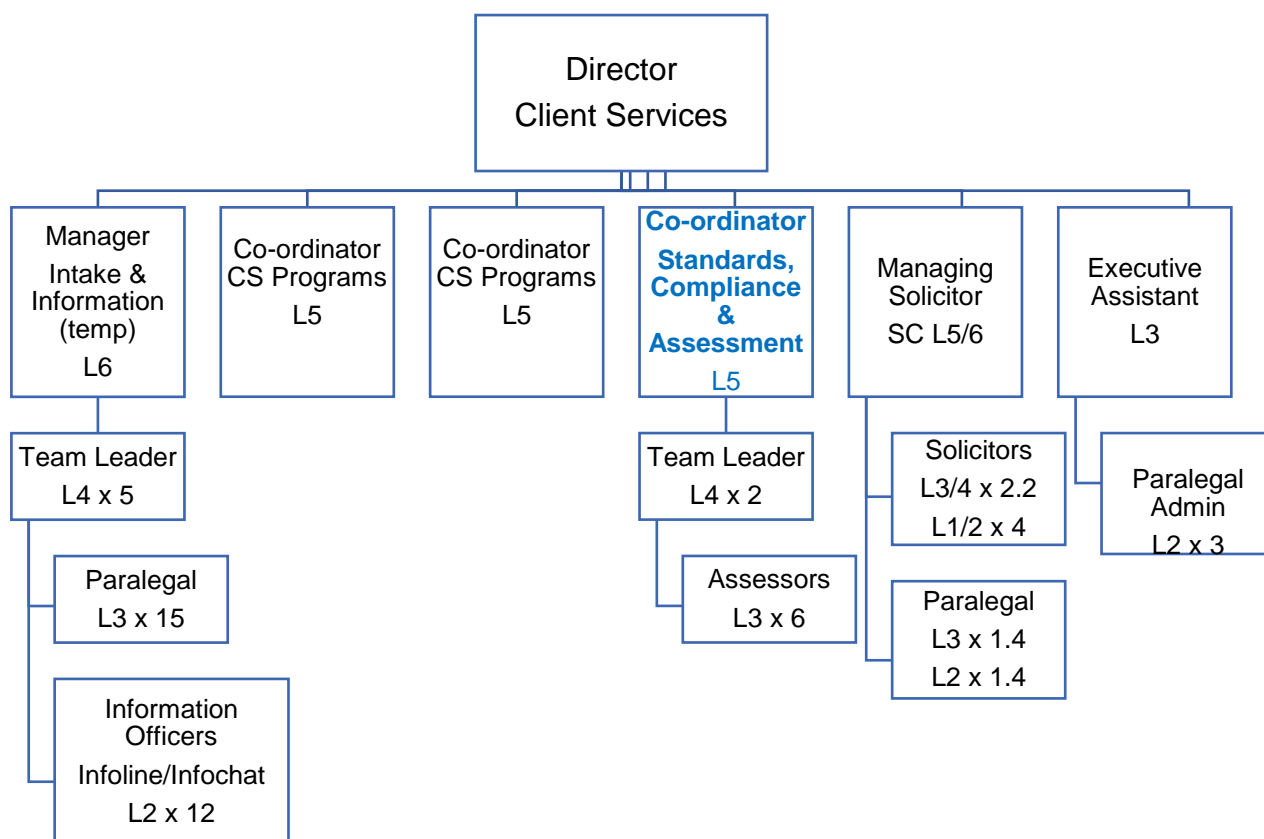 Director
Client Services
Manager
Intake &
Information
(temp)
L6
Co-ordinator
CS Programs
L5
Co-ordinator
CS Programs
L5
Co-ordinator
Standards,
Compliance
&
Assessment
L5
Managing
Solicitor
SC L5/6
Executive
Assistant
L3
Team Leader
L4 x 5
Team Leader
L4 x 2
Solicitors
L3/4 x 2.2
L1/2 x 4
Paralegal
Admin
L2 x 3
Paralegal
L3 x 15
Assessors
L3 x 6
Paralegal
L3 x 1.4
L2 x 1.4
Information
Officers
Infoline/Infochat
L2 x 12